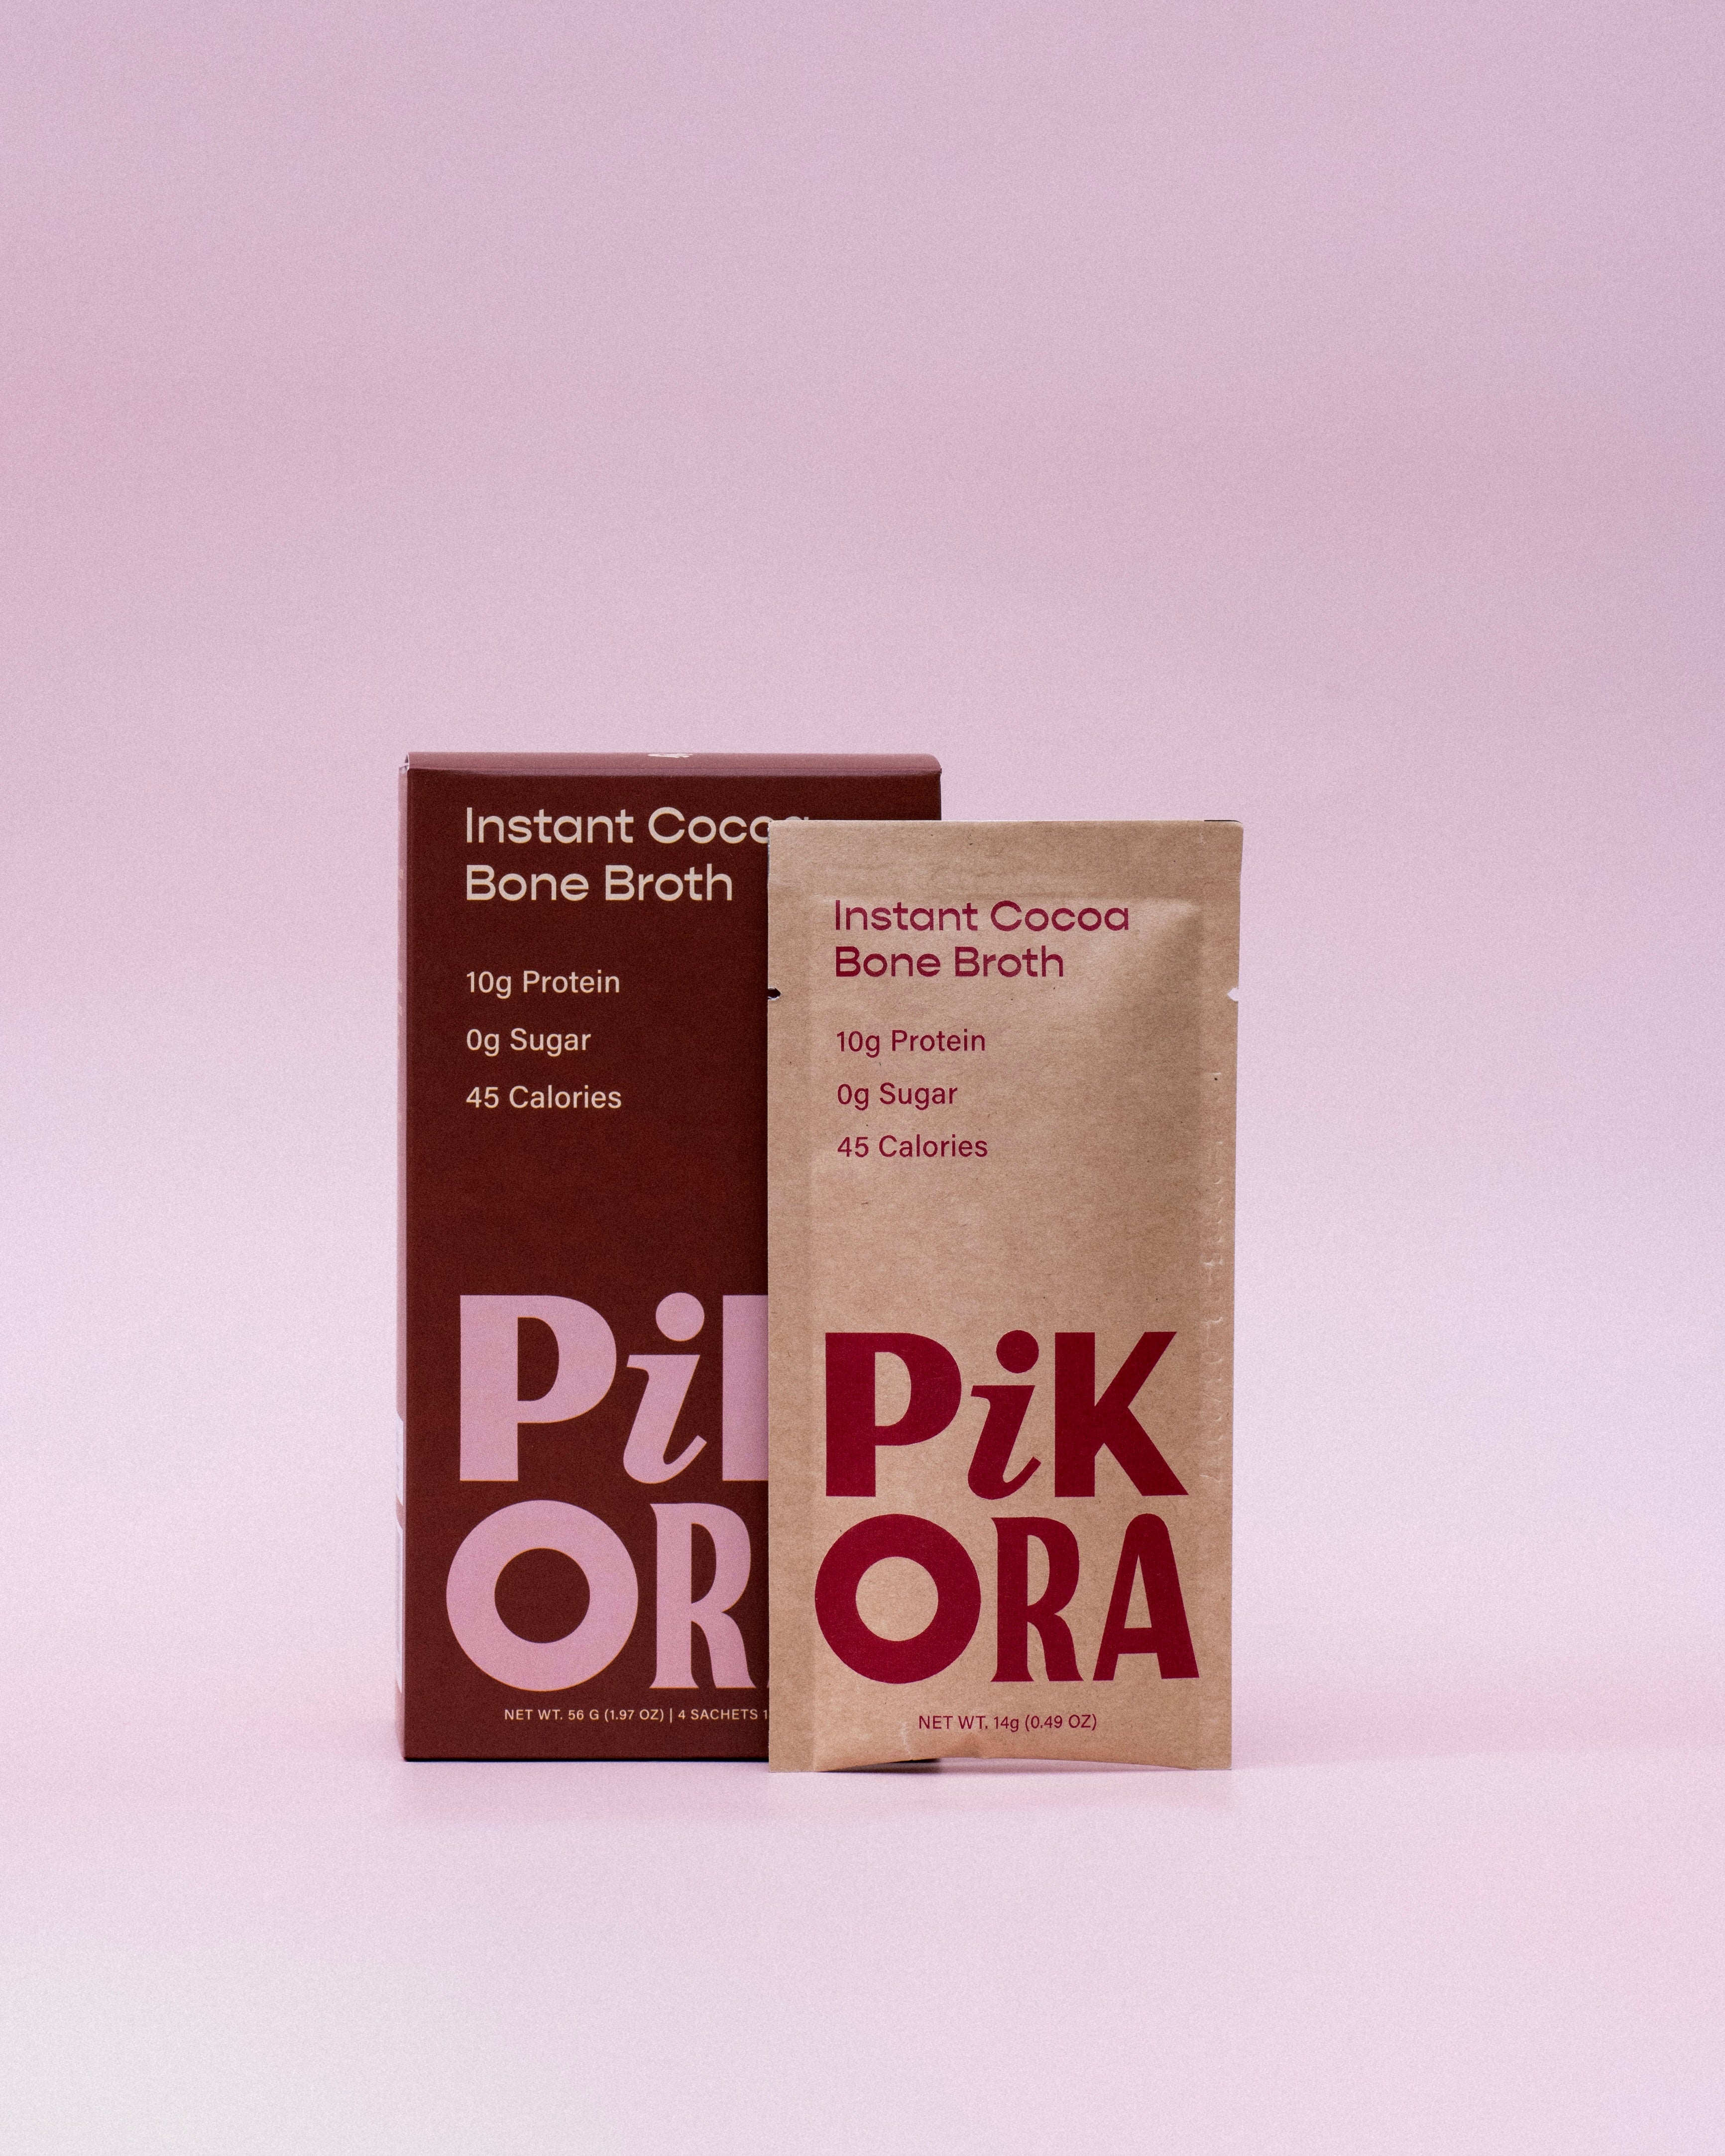 Instant Cocoa
Bone Broth
10g Protein
0g Sugar
45 Calories
PiK
OR
NET WT. 56 G (1.97 OZ) | 4 SACHETS 1
Instant Cocoa
Bone Broth
10g Protein
0g Sugar
45 Calories
PiK
ORA
NET WT. 14g (0.49 OZ)